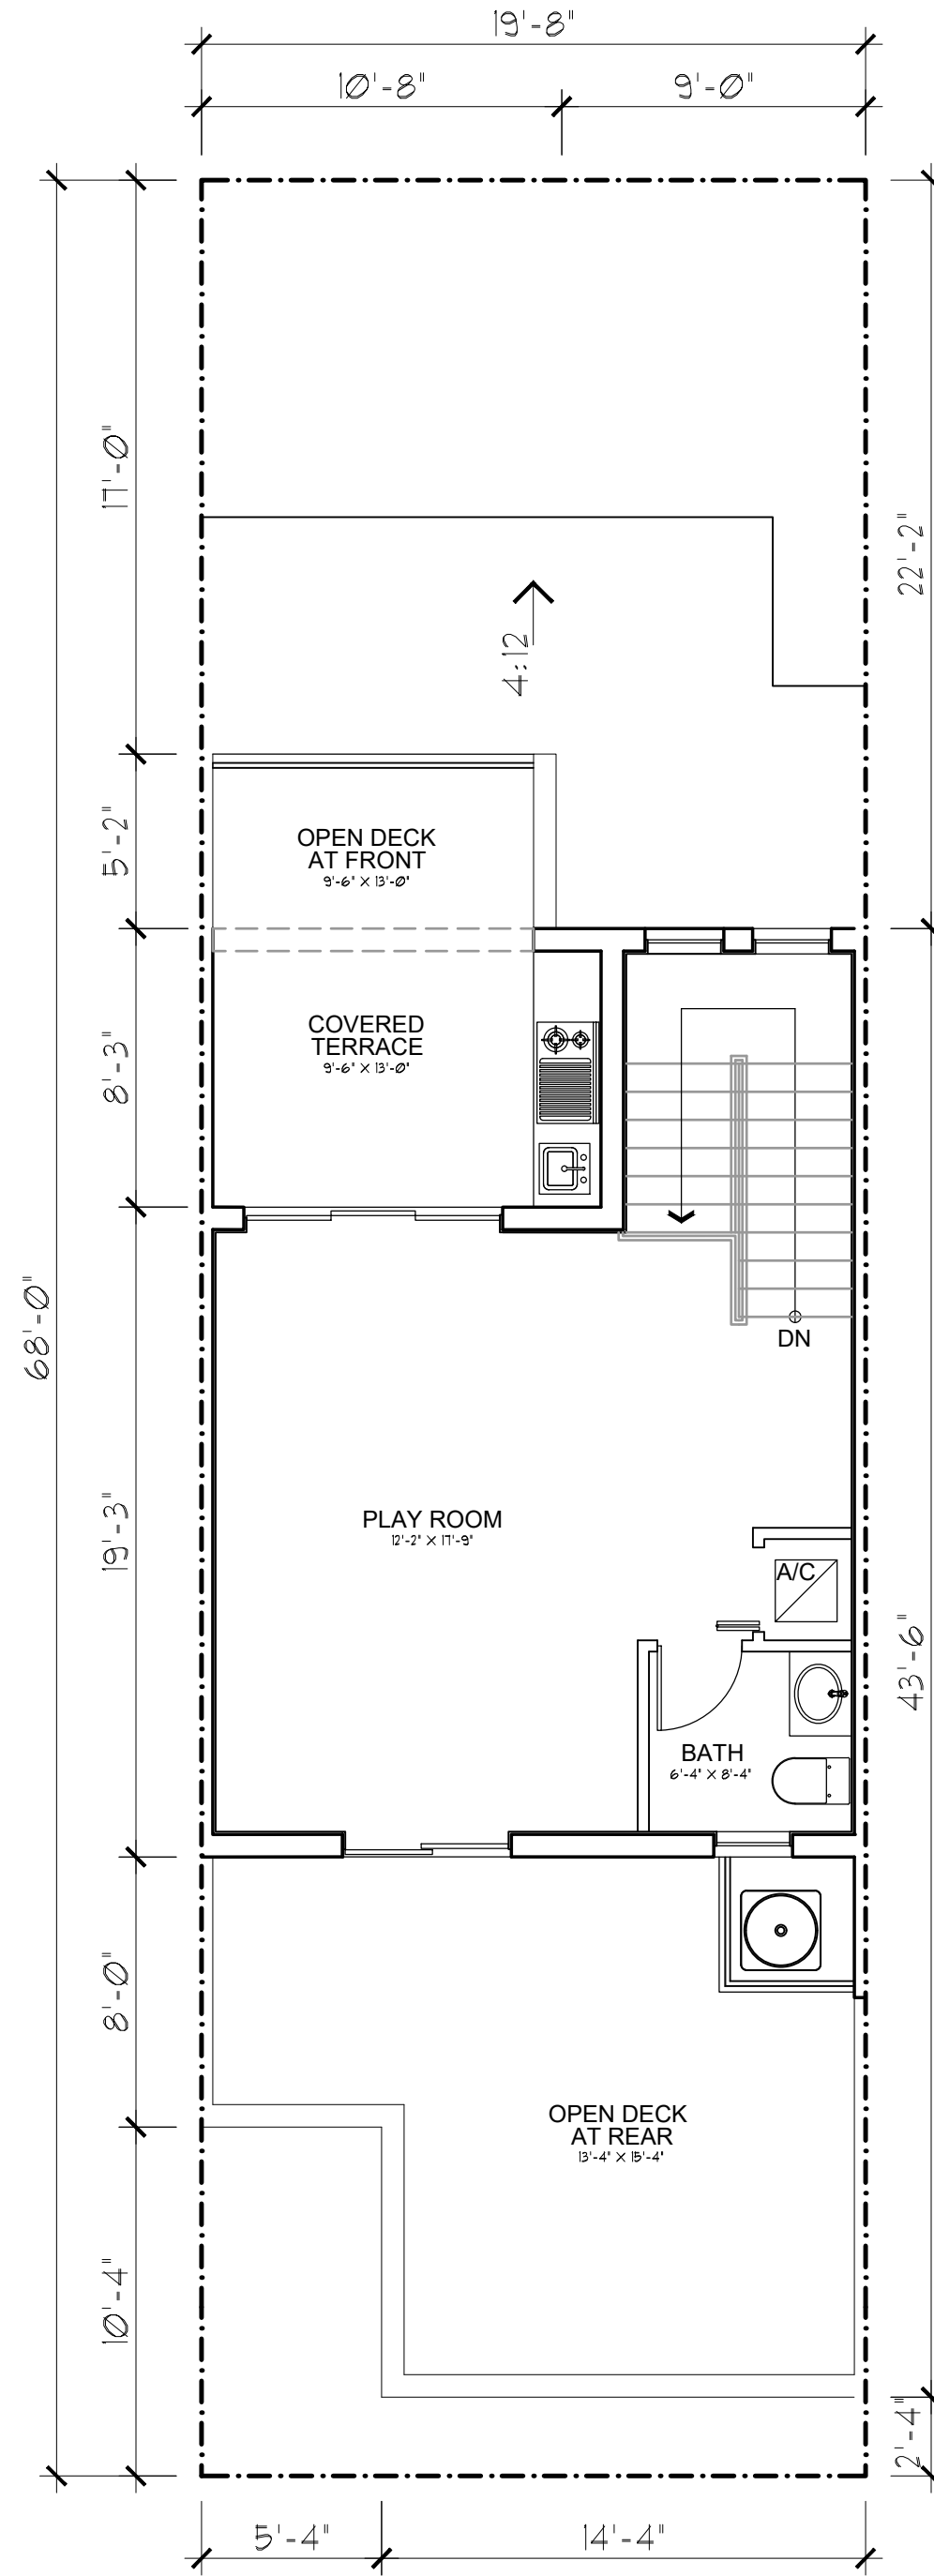 19'-8"
10'-8"
9'-0"
17'-0"
22'-2"
4:12
5'-2"
OPEN DECK
AT FRONT
9'-6" X 13'-0"
8'-3"
COVERED
TERRACE
9'-6" X 13'-0"
68'-0"
DN
19'-3"
PLAY ROOM
12'-2" X 17'-9"
A/C
43'-6"
BATH
6'-4" X 8'-4"
8'-0"
OPEN DECK
AT REAR
13'-4" X 15'-4"
10'-4"
2'-4"
5'-4"
14'-4"